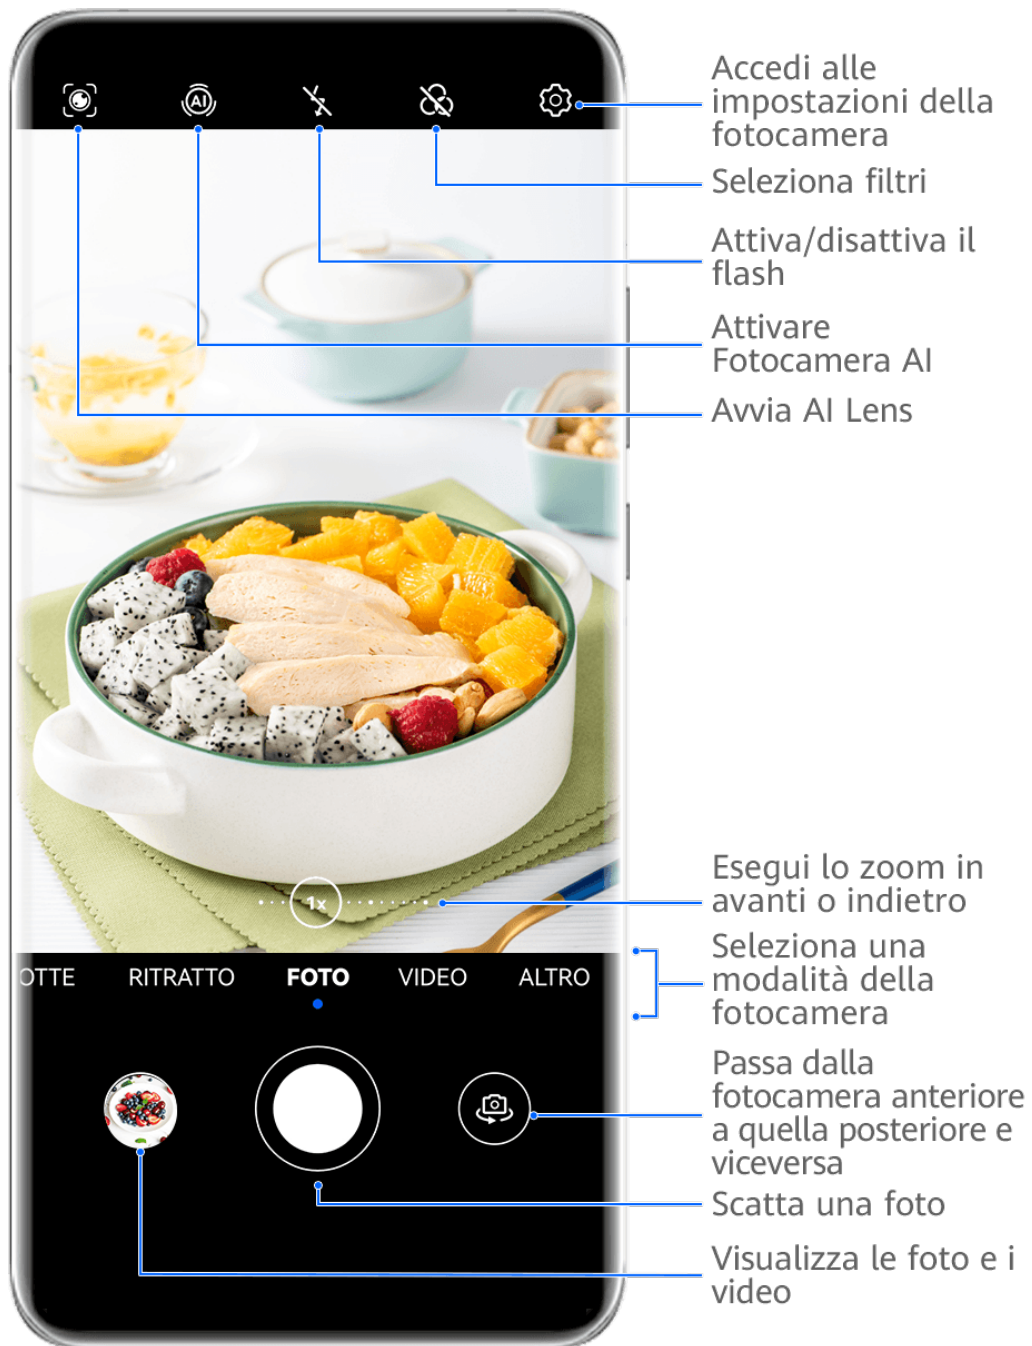 AI
Accedi alle
impostazioni della
fotocamera
Seleziona filtri
Attiva/disattiva il
flash
Attivare
Fotocamera AI
Avvia AI Lens
1x
Esegui lo zoom in
avanti o indietro
OTTE RITRATTO FOTO VIDEO ALTRO
Seleziona una
modalità della
fotocamera
Passa dalla
fotocamera anteriore
a quella posteriore e
viceversa
Scatta una foto
Visualizza le foto e i
video